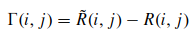 Γ(i, j) = R̃(i, j) − R(i, j)